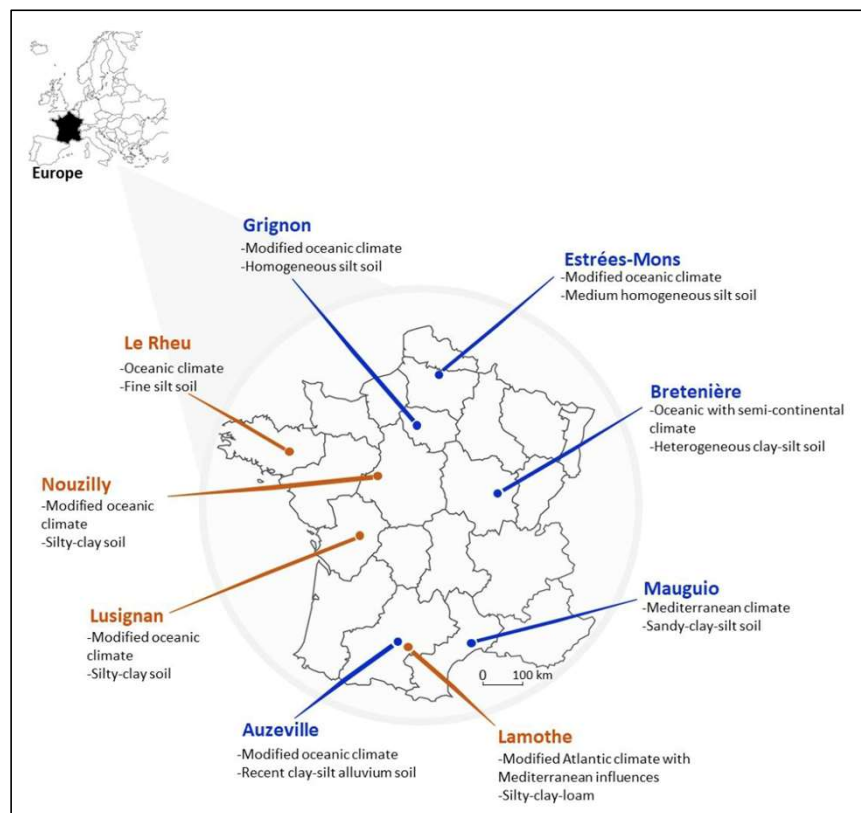 Europe
Grignon
-Modified oceanic climate
-Homogeneous silt soil
Estrées-Mons
-Modified oceanic climate
-Medium homogeneous silt soil
Le Rheu
-Oceanic climate
-Fine silt soil
Bretenière
-Oceanic with semi-continental
climate
-Heterogeneous clay-silt soil
Nouzilly
-Modified oceanic
climate
-Silty-clay soil
Lusignan
-Modified oceanic
climate
-Silty-clay soil
Mauguio
-Mediterranean climate
-Sandy-clay-silt soil
0 100 km
Auzeville
-Modified oceanic climate
-Recent clay-silt alluvium soil
Lamothe
-Modified Atlantic climate with
Mediterranean influences
-Silty-clay-loam